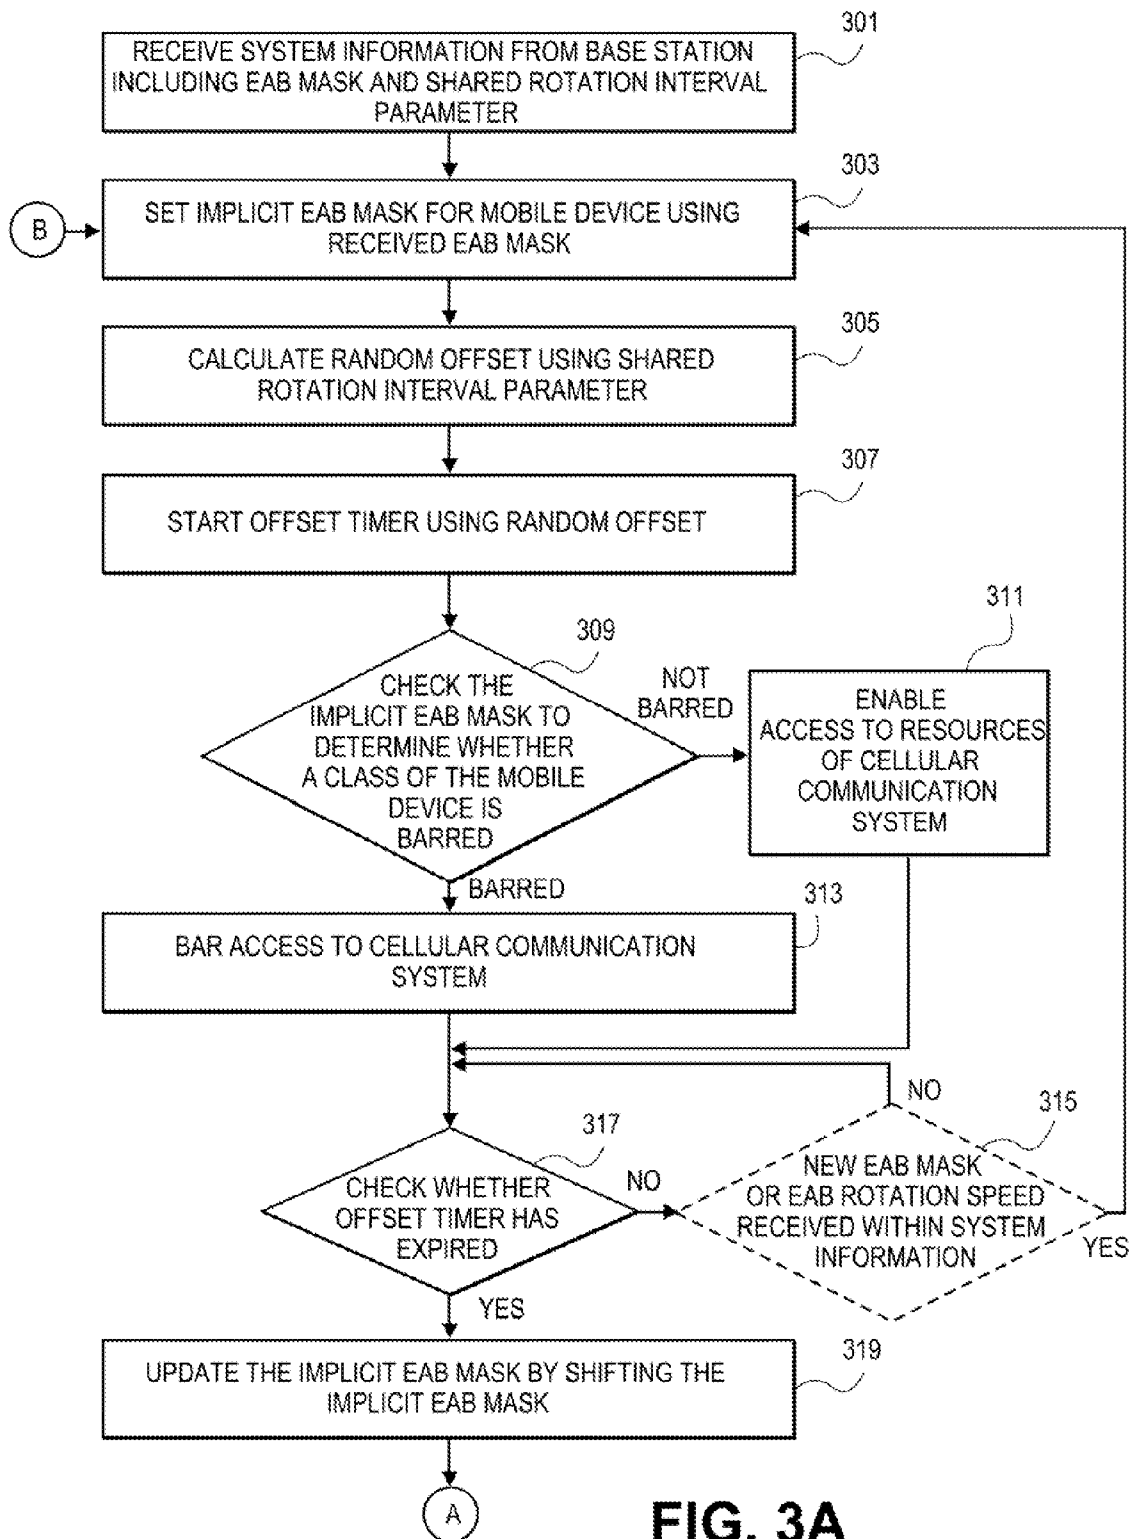 301
RECEIVE SYSTEM INFORMATION FROM BASE STATION
INCLUDING EAB MASK AND SHARED ROTATION INTERVAL
PARAMETER
303
B
SET IMPLICIT EAB MASK FOR MOBILE DEVICE USING
RECEIVED EAB MASK
305
CALCULATE RANDOM OFFSET USING SHARED
ROTATION INTERVAL PARAMETER
307
START OFFSET TIMER USING RANDOM OFFSET
309
CHECK THE
IMPLICIT EAB MASK TO
DETERMINE WHETHER
A CLASS OF THE MOBILE
DEVICE IS
BARRED
NOT
BARRED
311
ENABLE
ACCESS TO RESOURCES
OF CELLULAR
COMMUNICATION
SYSTEM
BARRED
313
BAR ACCESS TO CELLULAR COMMUNICATION
SYSTEM
317
CHECK WHETHER
OFFSET TIMER HAS
EXPIRED
NO
NO
315
NEW EAB MASK
OR EAB ROTATION SPEED
RECEIVED WITHIN SYSTEM
INFORMATION
YES
YES
319
UPDATE THE IMPLICIT EAB MASK BY SHIFTING THE
IMPLICIT EAB MASK
A
FIG. 3A